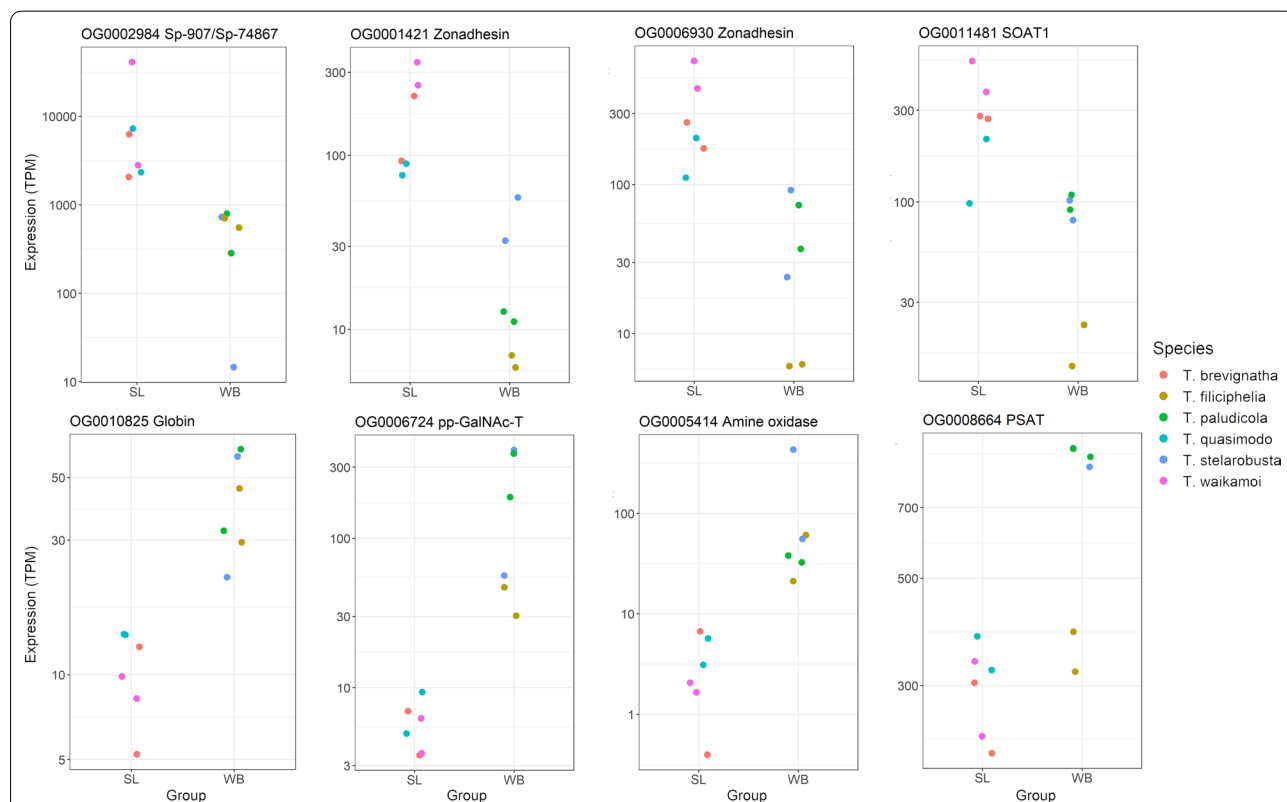 OG0002984 Sp-907/Sp-74867
Expression (TPM)
10000
1000
100
10
SL
WB
OG0001421 Zonadhesin
300
100
30
10
SL
WB
OG0006930 Zonadhesin
300
100
30
10
SL
WB
OG0011481 SOAT1
300
100
30
SL
WB
OG0010825 Globin
Expression (TPM)
50
30
10
5
SL
WB
Group
OG0006724 pp-GalNAc-T
300
100
30
10
3
SL
WB
Group
OG0005414 Amine oxidase
100
10
1
SL
WB
Group
OG0008664 PSAT
700
500
300
SL
WB
Group
Species
T. brevignatha
T. filiciphelia
T. paludicola
T. quasimodo
T. stelarobusta
T. waikamoi